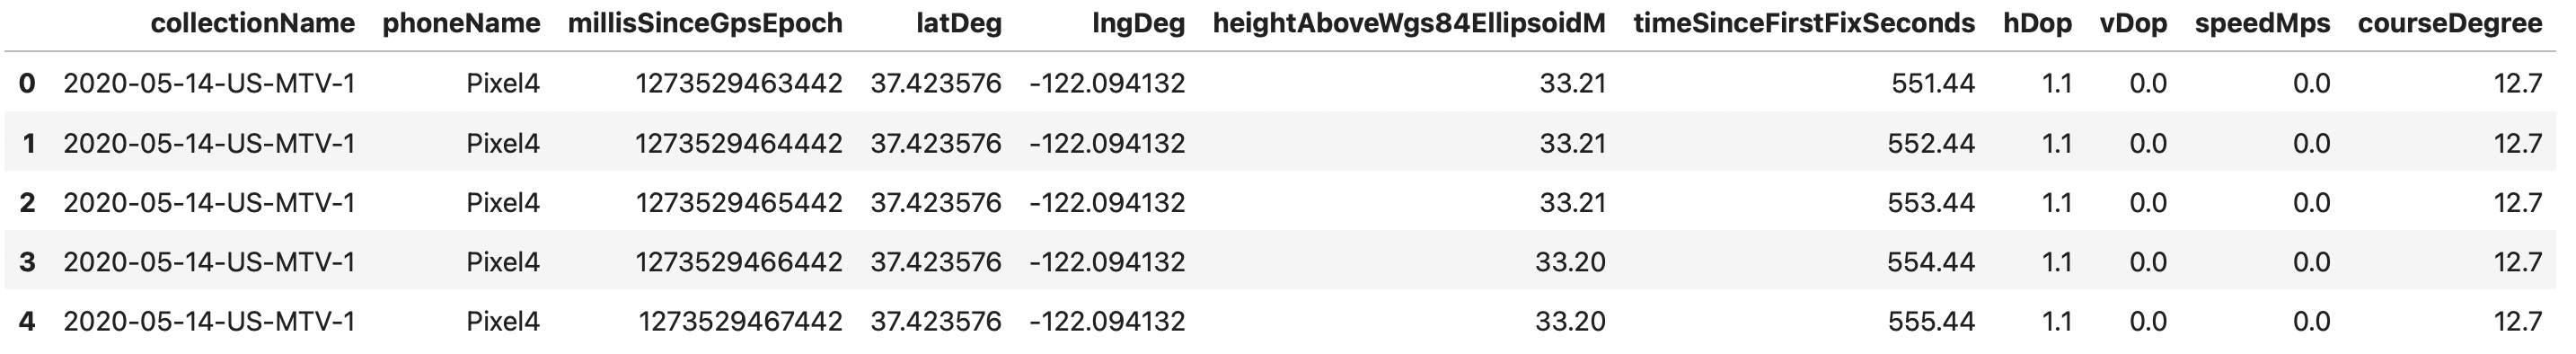 collectionName phoneName millisSinceGpsEpoch latDeg lngDeg heightAboveWgs84EllipsoidM timeSinceFirstFixSeconds hDop vDop speedMps courseDegree
0 2020-05-14-US-MTV-1 Pixel4 1273529463442 37.423576 -122.094132 33.21 551.44 1.1 0.0 0.0 12.7
1 2020-05-14-US-MTV-1 Pixel4 1273529464442 37.423576 -122.094132 33.21 552.44 1.1 0.0 0.0 12.7
2 2020-05-14-US-MTV-1 Pixel4 1273529465442 37.423576 -122.094132 33.21 553.44 1.1 0.0 0.0 12.7
3 2020-05-14-US-MTV-1 Pixel4 1273529466442 37.423576 -122.094132 33.20 554.44 1.1 0.0 0.0 12.7
4 2020-05-14-US-MTV-1 Pixel4 1273529467442 37.423576 -122.094132 33.20 555.44 1.1 0.0 0.0 12.7